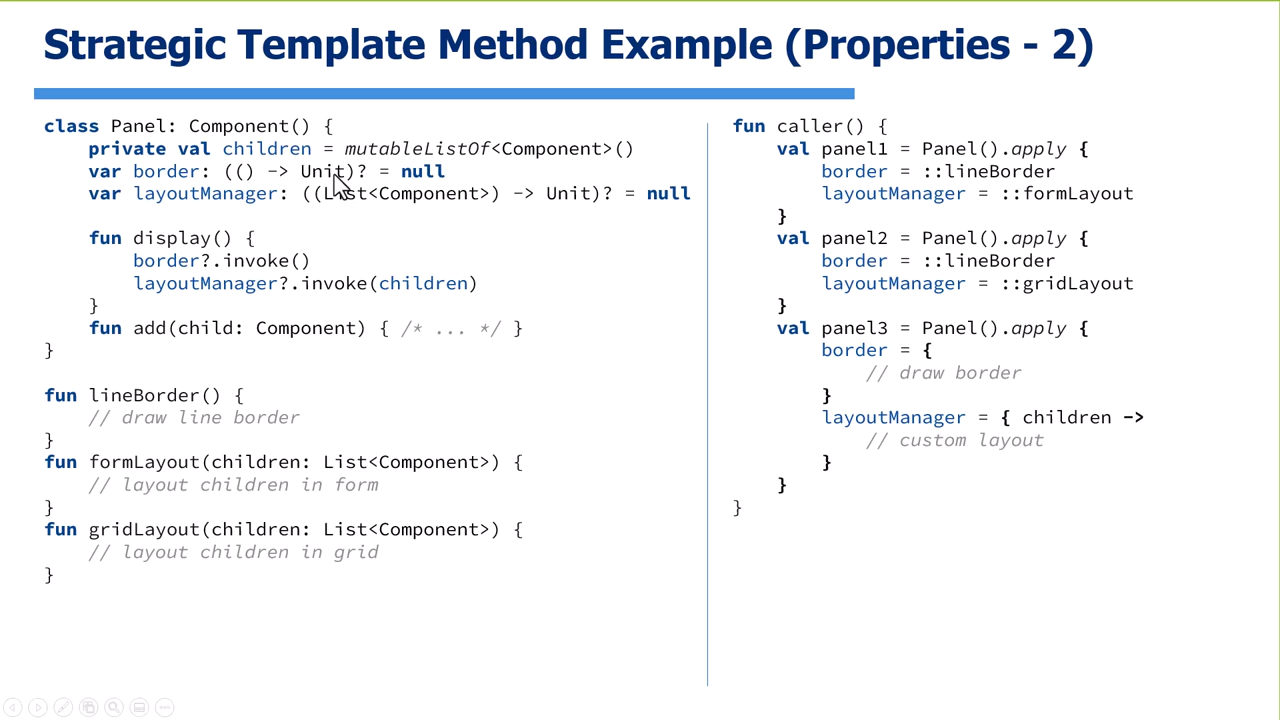 Strategic Template Method Example (Properties - 2)
class Panel: Component() {
    private val children = mutableListOf<Component>()
    var border: (() -> Unit)? = null
    var layoutManager: ((List<Component>) -> Unit)? = null

    fun display() {
        border?.invoke()
        layoutManager?.invoke(children)
    }
    fun add(child: Component) { /* ... */ }
}

fun lineBorder() {
    // draw line border
}
fun formLayout(children: List<Component>) {
    // layout children in form
}
fun gridLayout(children: List<Component>) {
    // layout children in grid
}
fun caller() {
    val panel1 = Panel().apply {
        border = ::lineBorder
        layoutManager = ::formLayout
    }
    val panel2 = Panel().apply {
        border = ::lineBorder
        layoutManager = ::gridLayout
    }
    val panel3 = Panel().apply {
        border = {
            // draw border
        }
        layoutManager = { children ->
            // custom layout
        }
    }
}